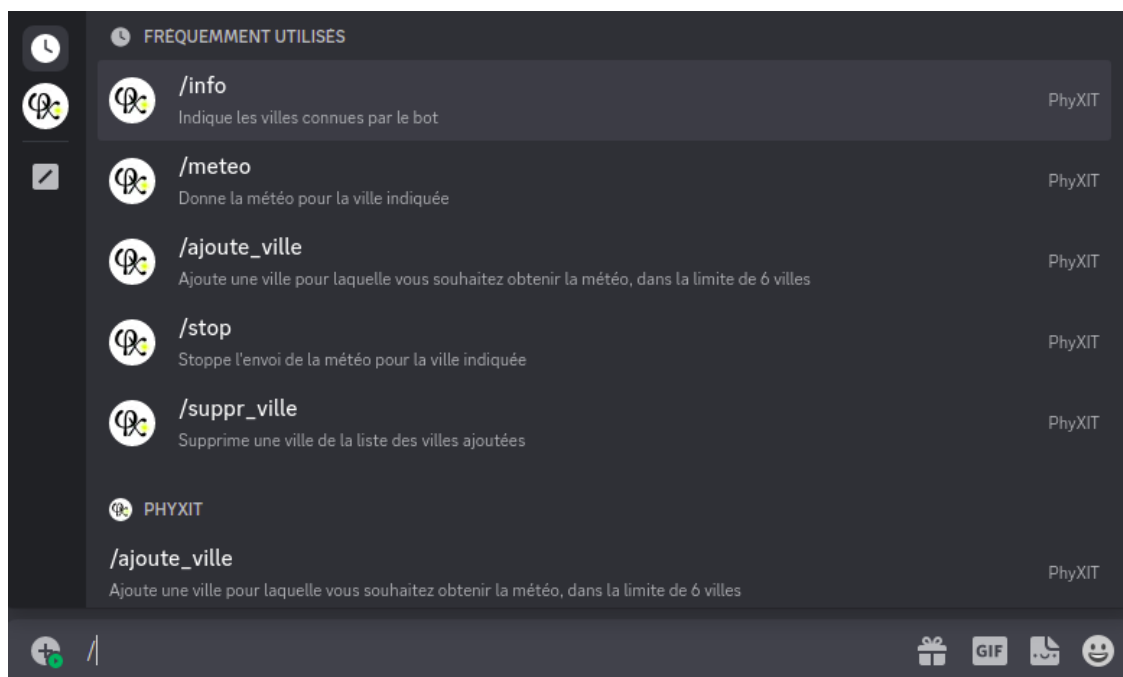 FRÉQUEMMENT UTILISÉS
/info
Indique les villes connues par le bot
PhyXIT
/meteo
Donne la météo pour la ville indiquée
PhyXIT
/ajoute_ville
Ajoute une ville pour laquelle vous souhaitez obtenir la météo, dans la limite de 6 villes
PhyXIT
/stop
Stoppe l'envoi de la météo pour la ville indiquée
PhyXIT
/suppr_ville
Supprime une ville de la liste des villes ajoutées
PhyXIT
PHYXIT
/ajoute_ville
Ajoute une ville pour laquelle vous souhaitez obtenir la météo, dans la limite de 6 villes
PhyXIT
/
GIF